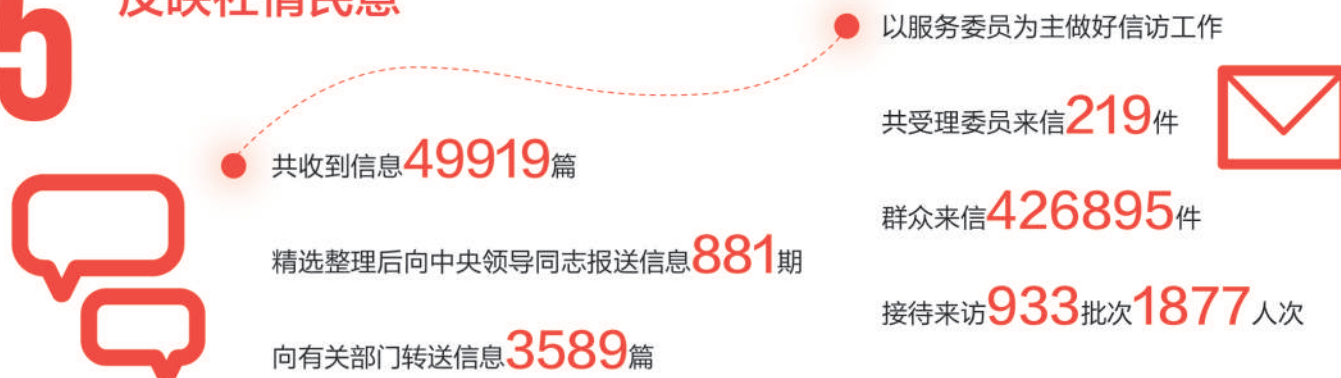 5
反映社情民意
共收到信息49919篇
精选整理后向中央领导同志报送信息881期
向有关部门转送信息3589篇
以服务委员为主做好信访工作
共受理委员来信219件
群众来信426895件
接待来访933批次1877人次